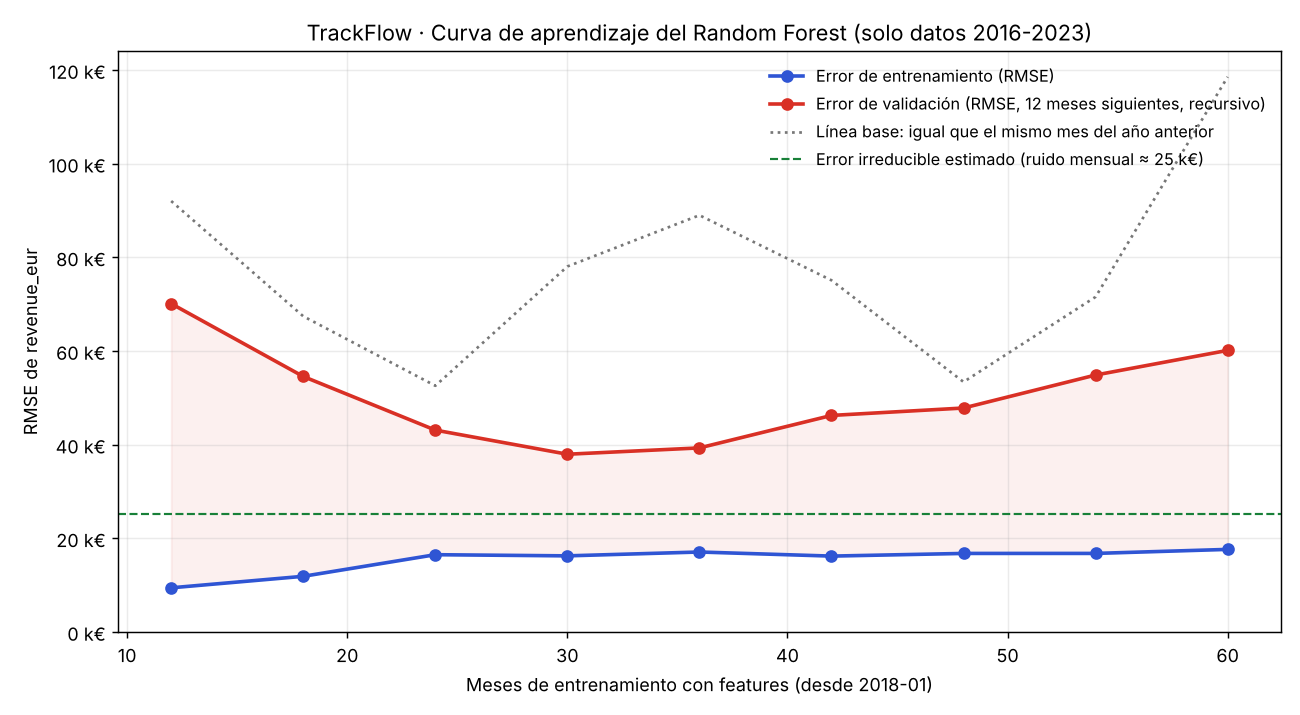 TrackFlow · Curva de aprendizaje del Random Forest (solo datos 2016-2023)
Error de entrenamiento (RMSE)
Error de validación (RMSE, 12 meses siguientes, recursivo)
Línea base: igual que el mismo mes del año anterior
Error irreducible estimado (ruido mensual ≈ 25 k€)
RMSE de revenue_eur
120 k€
100 k€
80 k€
60 k€
40 k€
20 k€
0 k€
10 20 30 40 50 60
Meses de entrenamiento con features (desde 2018-01)